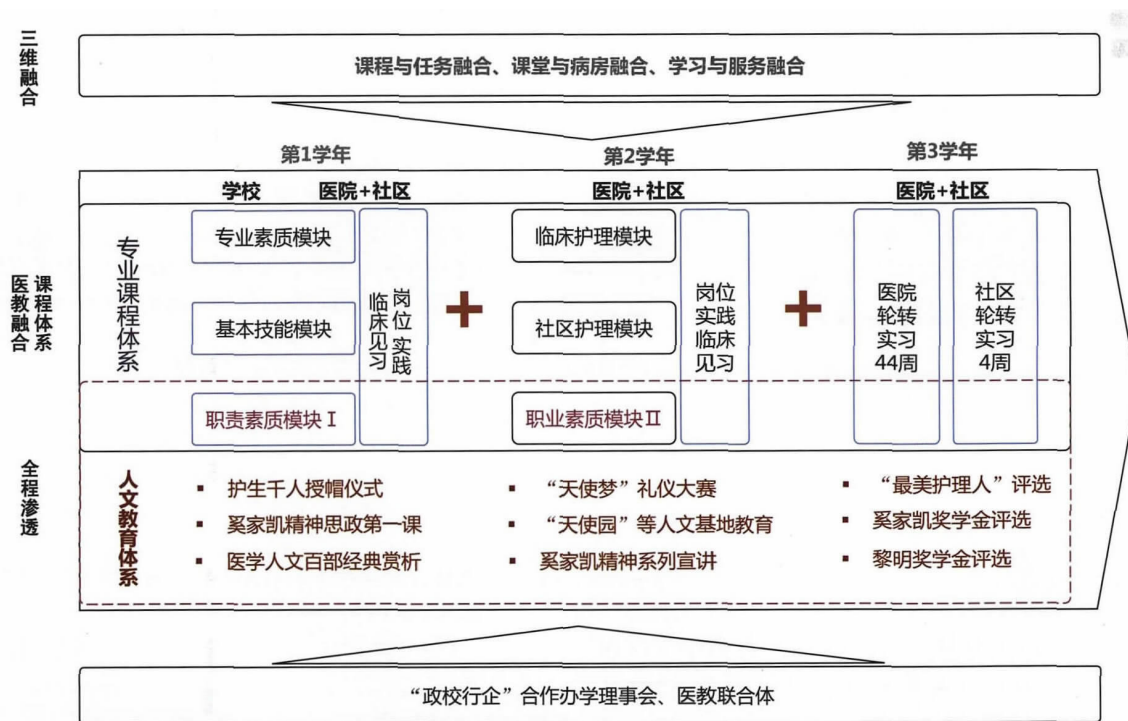 三维融合
课程与任务融合、课堂与病房融合、学习与服务融合
第1学年
第2学年
第3学年
学校
医院+社区
医院+社区
医院+社区
课程体系
医教融合
专业课程体系
专业素质模块
基本技能模块
职责素质模块Ⅰ
岗位实践
临床见习
+
临床护理模块
社区护理模块
职业素质模块Ⅱ
岗位
实践
临床
见习
+
医院
轮转
实习
44周
社区
轮转
实习
4周
全程渗透
人文教育体系
▪ 护生千人授帽仪式
▪ 奚家凯精神思政第一课
▪ 医学人文百部经典赏析
▪ “天使梦”礼仪大赛
▪ “天使园”等人文基地教育
▪ 奚家凯精神系列宣讲
▪ “最美护理人”评选
▪ 奚家凯奖学金评选
▪ 黎明奖学金评选
“政校行企”合作办学理事会、医教联合体